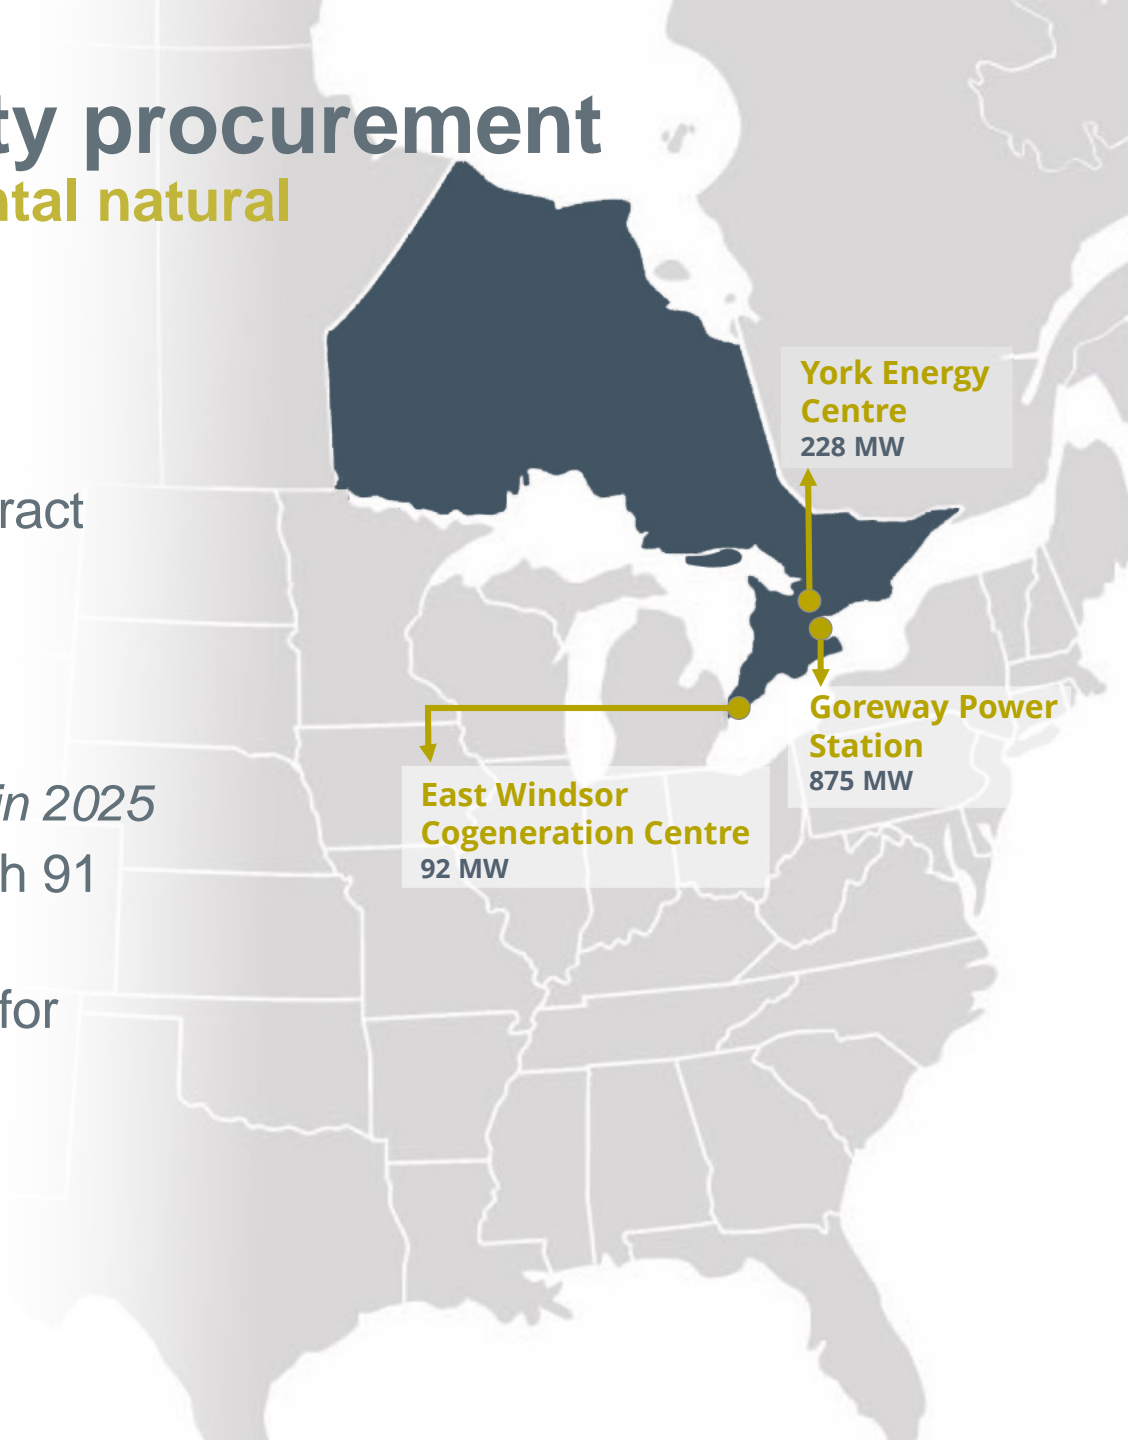 ty procurement
ntal natural
York Energy
Centre
228 MW
ract
Goreway Power
Station
875 MW
East Windsor
Cogeneration Centre
92 MW
in 2025
h 91
for